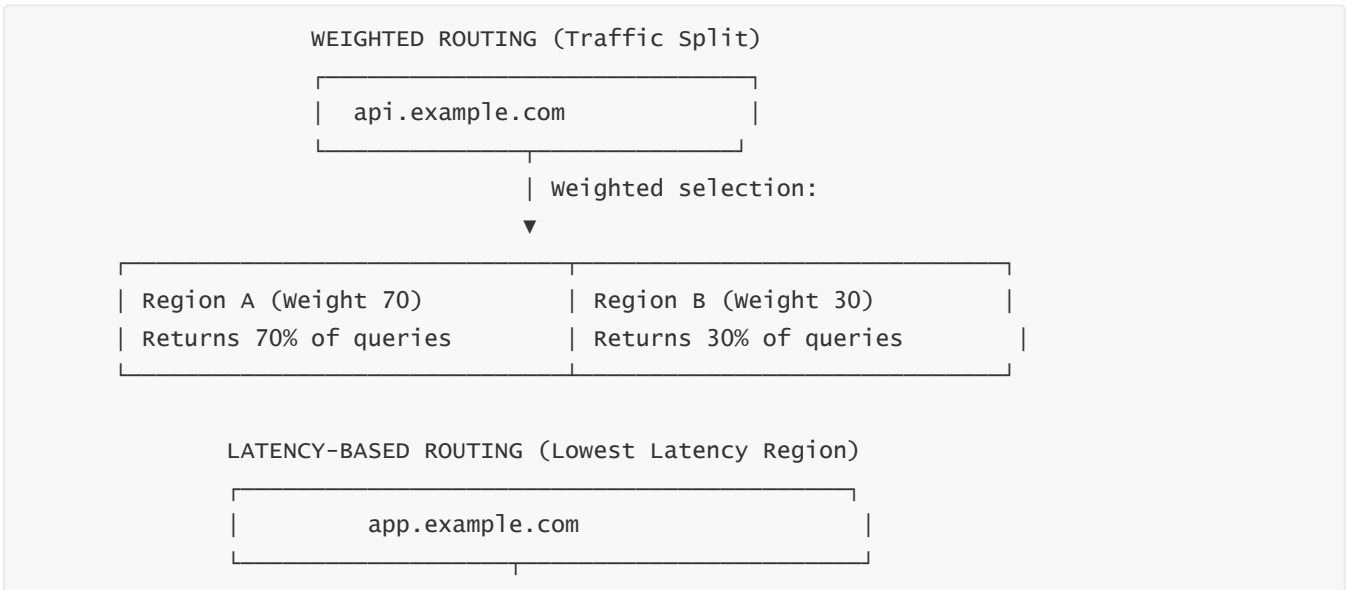 WEIGHTED ROUTING (Traffic Split)
api.example.com
| Weighted selection:
▼
| Region A (Weight 70) | Region B (Weight 30) |
| Returns 70% of queries | Returns 30% of queries |
LATENCY-BASED ROUTING (Lowest Latency Region)
app.example.com